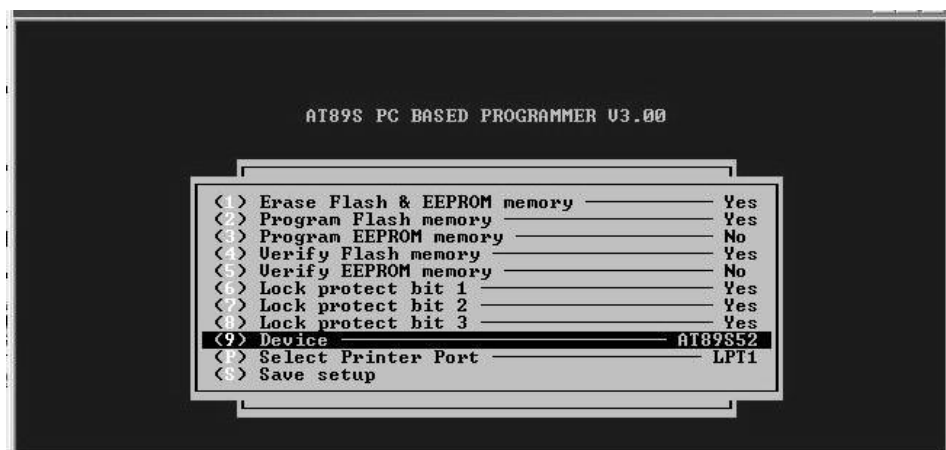 AT89S PC BASED PROGRAMMER V3.00
(1) Erase Flash & EEPROM memory Yes
(2) Program Flash memory Yes
(3) Program EEPROM memory No
(4) Verify Flash memory Yes
(5) Verify EEPROM memory No
(6) Lock protect bit 1 Yes
(7) Lock protect bit 2 Yes
(8) Lock protect bit 3 Yes
(9) Device AT89S52
(P) Select Printer Port LPT1
(S) Save setup